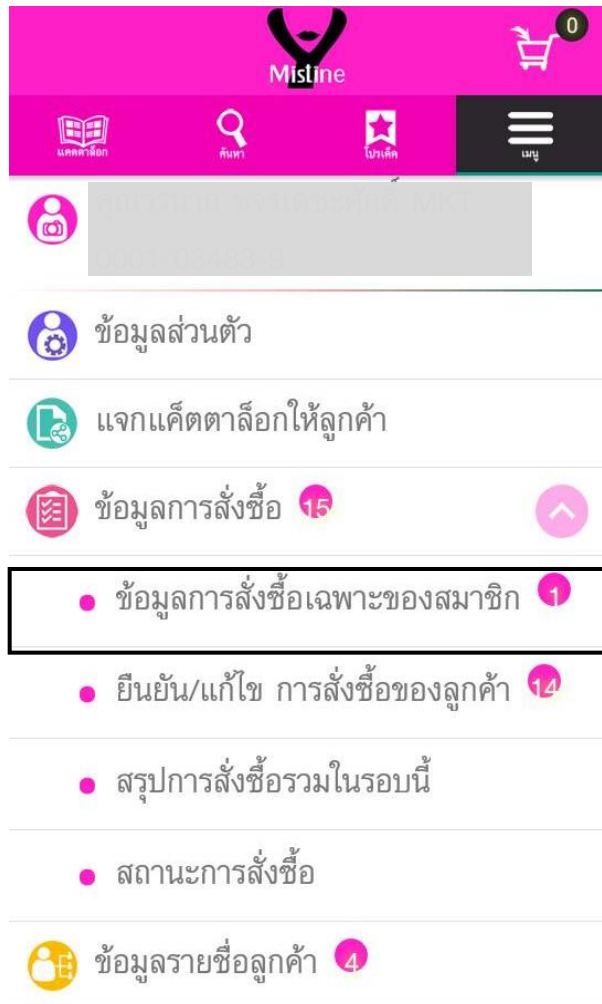 0
Mistine
แคตตาล็อก
ค้นหา
โปรเด็ค
เมนู
ข้อมูลส่วนตัว
แจกแค็ตตาล็อกให้ลูกค้า
ข้อมูลการสั่งซื้อ 15
ข้อมูลการสั่งซื้อเฉพาะของสมาชิก 1
ยืนยัน/แก้ไข การสั่งซื้อของลูกค้า 14
สรุปการสั่งซื้อรวมในรอบนี้
สถานะการสั่งซื้อ
ข้อมูลรายชื่อลูกค้า 4